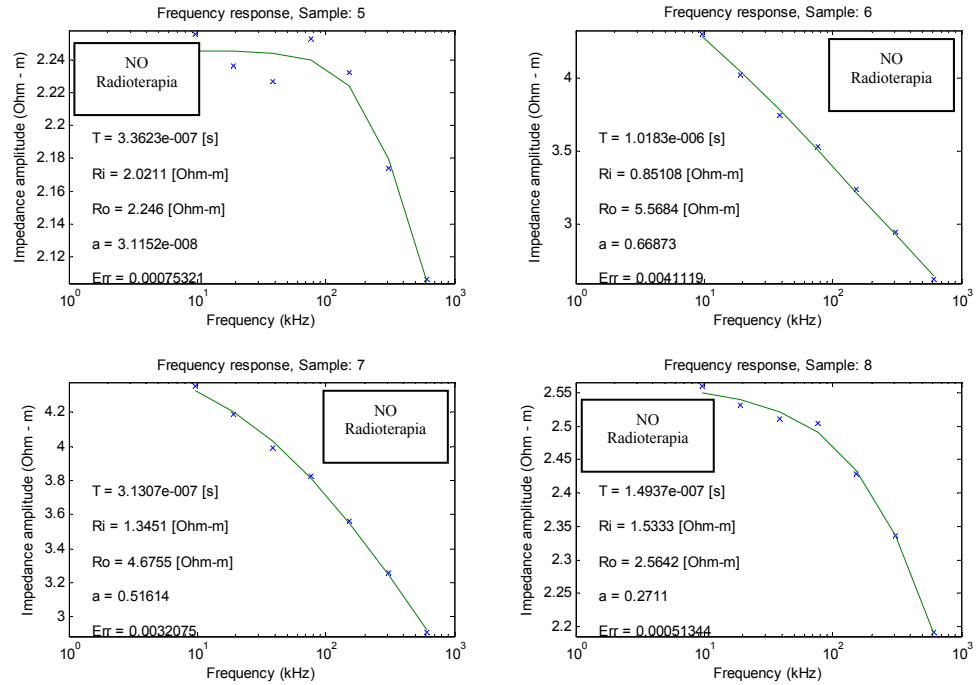 Frequency response, Sample: 5
Impedance amplitude (Ohm - m)
2.24
2.22
2.2
2.18
2.16
2.14
2.12
NO
Radioterapia
T = 3.3623e-007 [s]
Ri = 2.0211 [Ohm-m]
Ro = 2.246 [Ohm-m]
a = 3.1152e-008
Err = 0.00075321
10^0 10^1 10^2 10^3
Frequency (kHz)
Frequency response, Sample: 6
Impedance amplitude (Ohm - m)
4
3.5
3
NO
Radioterapia
T = 1.0183e-006 [s]
Ri = 0.85108 [Ohm-m]
Ro = 5.5684 [Ohm-m]
a = 0.66873
Err = 0.0041119
10^0 10^1 10^2 10^3
Frequency (kHz)
Frequency response, Sample: 7
Impedance amplitude (Ohm - m)
4.2
4
3.8
3.6
3.4
3.2
3
NO
Radioterapia
T = 3.1307e-007 [s]
Ri = 1.3451 [Ohm-m]
Ro = 4.6755 [Ohm-m]
a = 0.51614
Err = 0.0032075
10^0 10^1 10^2 10^3
Frequency (kHz)
Frequency response, Sample: 8
Impedance amplitude (Ohm - m)
2.55
2.5
2.45
2.4
2.35
2.3
2.25
2.2
NO
Radioterapia
T = 1.4937e-007 [s]
Ri = 1.5333 [Ohm-m]
Ro = 2.5642 [Ohm-m]
a = 0.2711
Err = 0.00051344
10^0 10^1 10^2 10^3
Frequency (kHz)